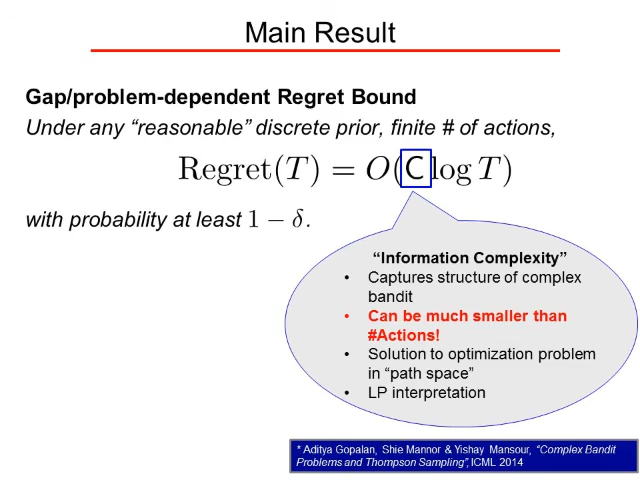 Main Result
Gap/problem-dependent Regret Bound
Under any “reasonable” discrete prior, finite # of actions,
Regret(T) = O(C log T)
with probability at least 1 − δ.
“Information Complexity”
• Captures structure of complex
bandit
• Can be much smaller than
#Actions!
• Solution to optimization problem
in “path space”
• LP interpretation
* Aditya Gopalan, Shie Mannor & Yishay Mansour, “Complex Bandit
Problems and Thompson Sampling”, ICML 2014